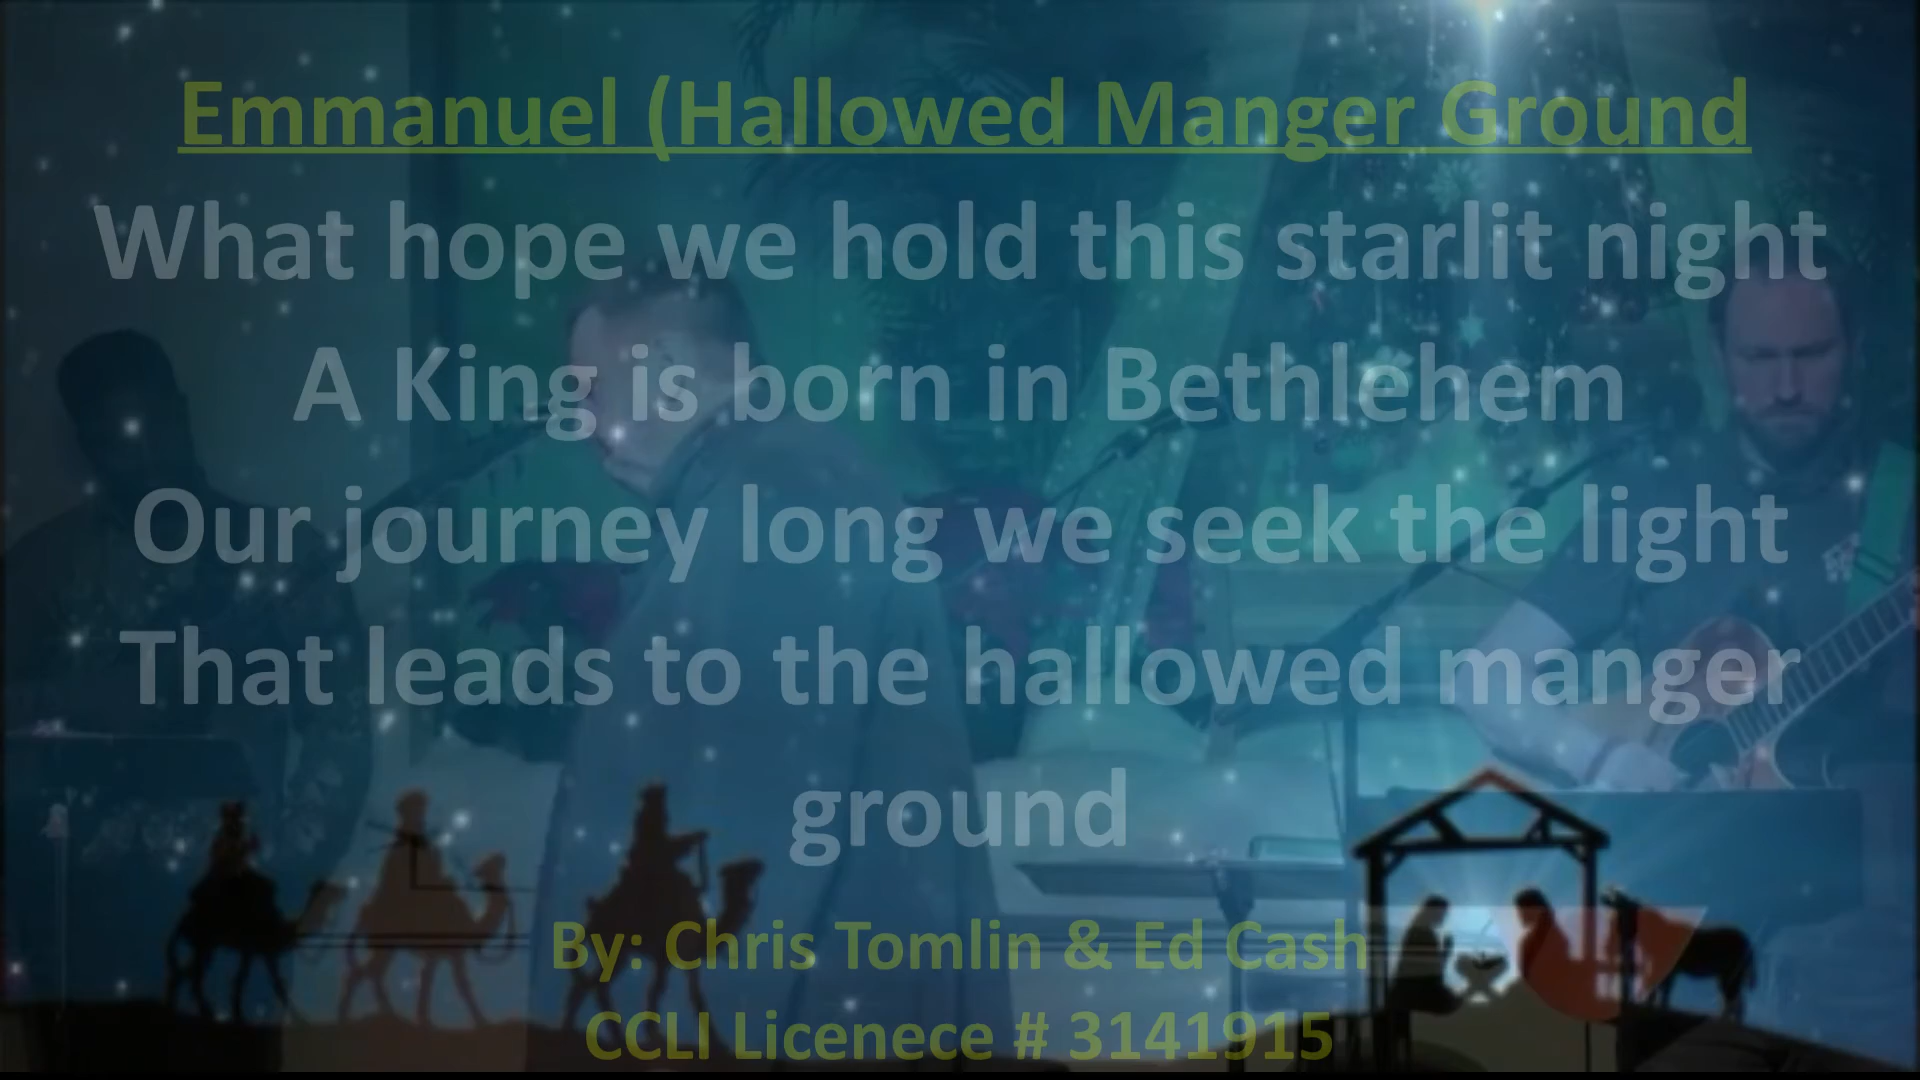 Emmanuel (Hallowed Manger Ground
What hope we hold this starlit night
A King is born in Bethlehem
Our journey long we seek the light
That leads to the hallowed manger
ground
By: Chris Tomlin & Ed Cash
CCLI Licenece # 3141915